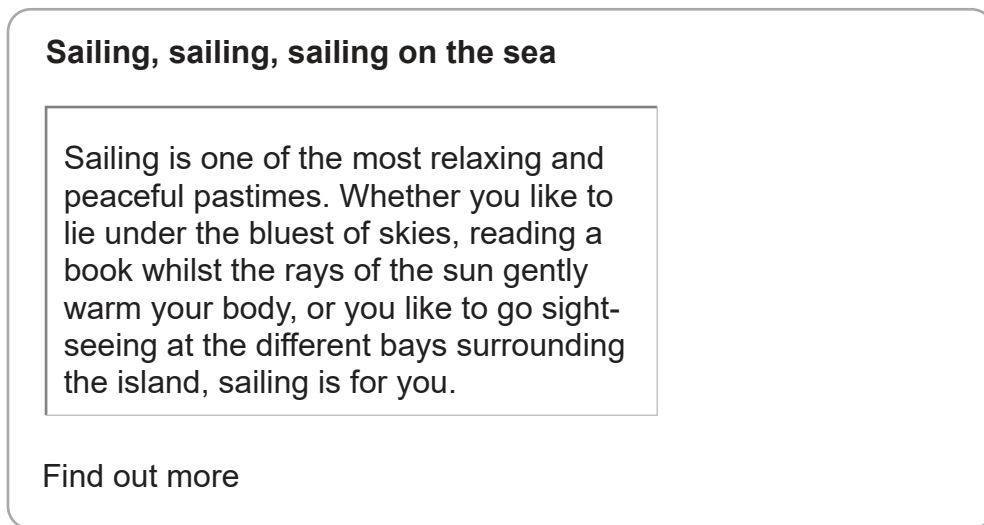 Sailing, sailing, sailing on the sea
Sailing is one of the most relaxing and
peaceful pastimes. Whether you like to
lie under the bluest of skies, reading a
book whilst the rays of the sun gently
warm your body, or you like to go sight-
seeing at the different bays surrounding
the island, sailing is for you.
Find out more